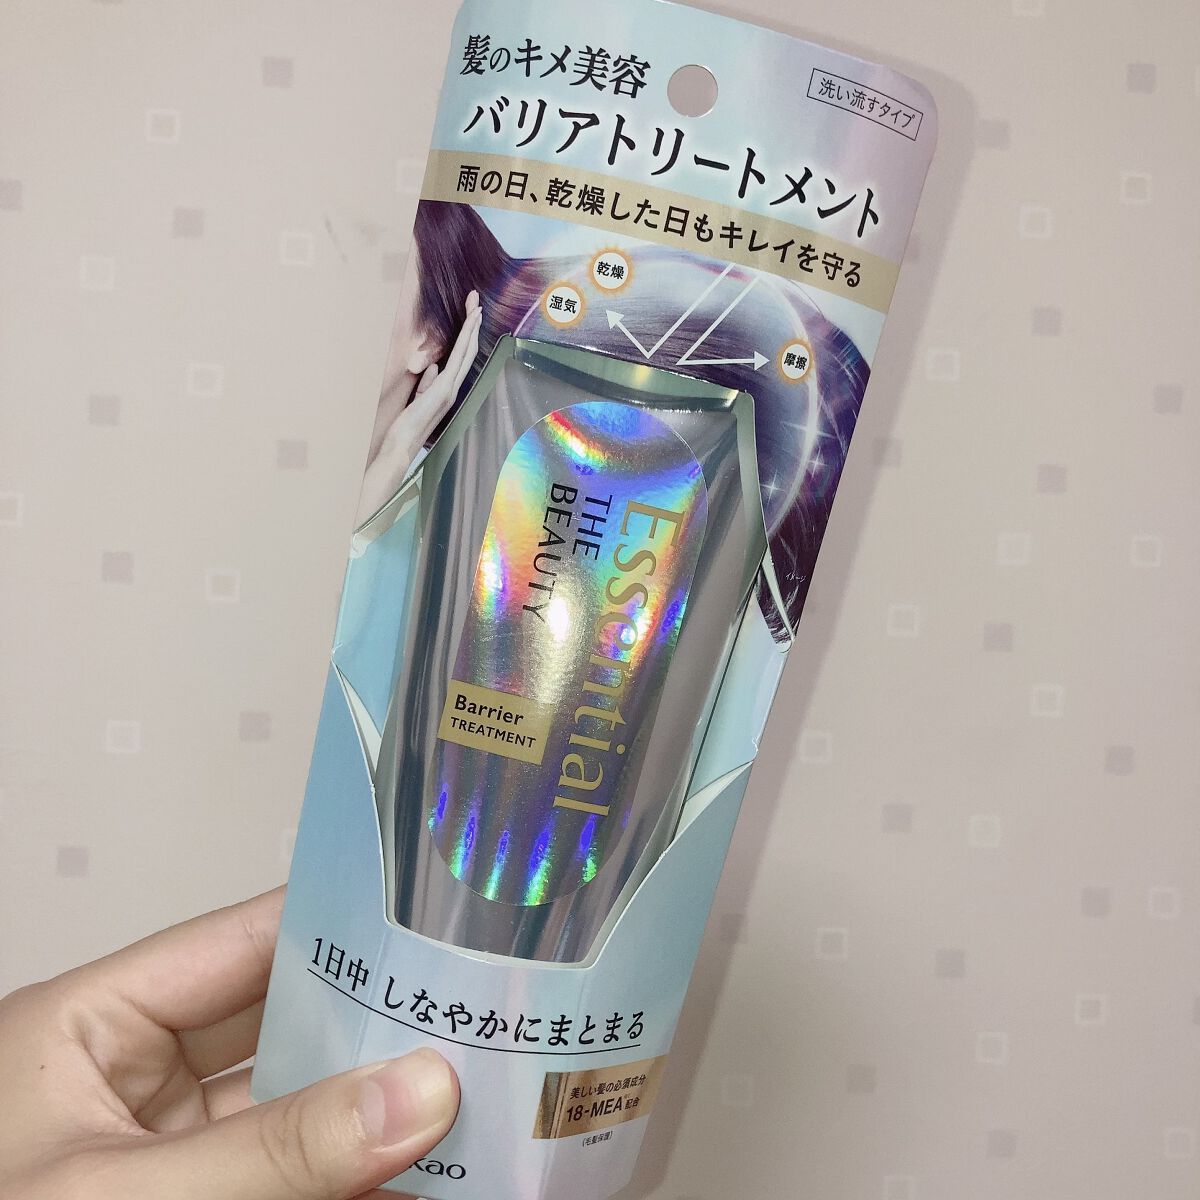 髪のキメ美容
洗い流すタイプ
バリアトリートメント
雨の日、乾燥した日もキレイを守る
乾燥
湿気
摩擦
イメージ
Essential
THE
BEAUTY
Barrier
TREATMENT
1日中 しなやかにまとまる
美しい髪の必須成分
18-MEA※配合
(毛髪保護)
kao